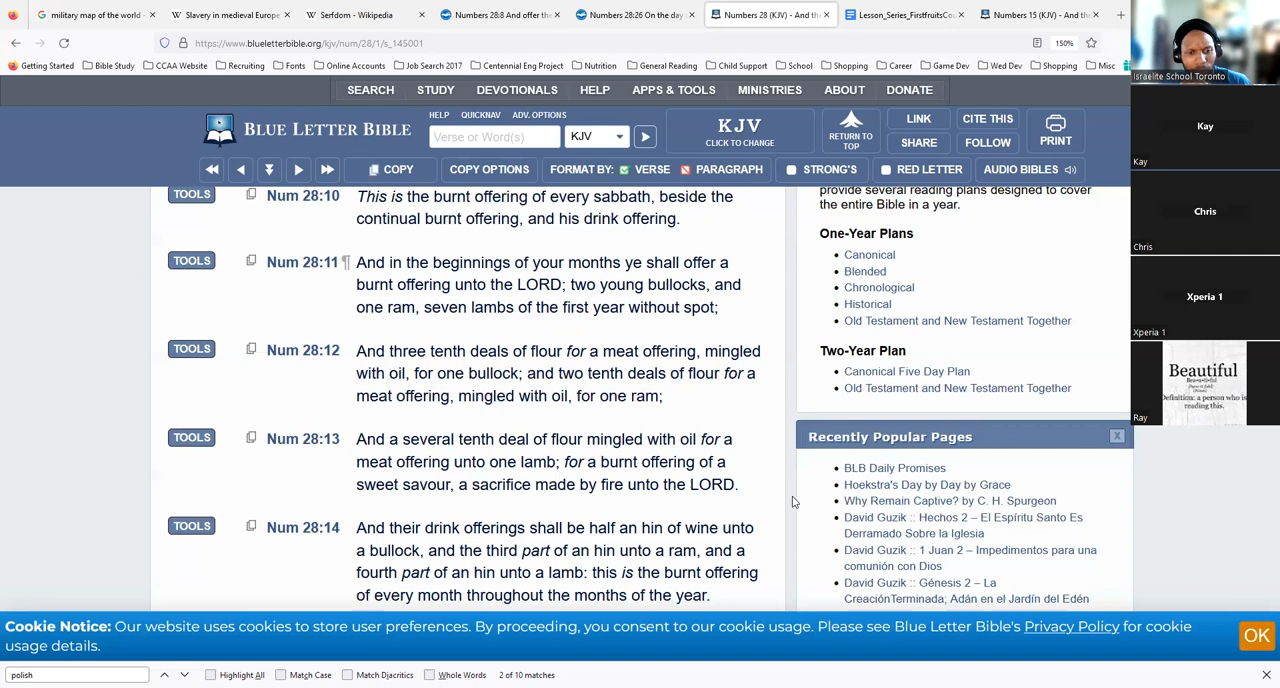 military map of the world -
Slavery in medieval Europe
Serfdom - Wikipedia
Numbers 28:8 And offer the
Numbers 28:26 On the day
Numbers 28 (KJV) - And the
Lesson_Series_FirstfruitsCou
Numbers 15 (KJV) - And the
https://www.blueletterbible.org/kjv/num/28/1/s_145001
150%
Getting Started Bible Study CCAA Website Recruiting Fonts Online Accounts Job Search 2017 Centennial Eng Project Nutrition General Reading Child Support School Shopping Career Game Dev Wed Dev Shopping Misc
SEARCH STUDY DEVOTIONALS HELP APPS & TOOLS MINISTRIES ABOUT DONATE
BLUE LETTER BIBLE
HELP QUICKNAV ADV. OPTIONS
Verse or Word(s) KJV
KJV
CLICK TO CHANGE
RETURN TO
TOP
LINK CITE THIS
SHARE FOLLOW
PRINT
COPY COPY OPTIONS FORMAT BY: VERSE PARAGRAPH STRONG'S RED LETTER AUDIO BIBLES
TOOLS Num 28:10 This is the burnt offering of every sabbath, beside the
continual burnt offering, and his drink offering.
TOOLS Num 28:11 ¶ And in the beginnings of your months ye shall offer a
burnt offering unto the LORD; two young bullocks, and
one ram, seven lambs of the first year without spot;
TOOLS Num 28:12 And three tenth deals of flour for a meat offering, mingled
with oil, for one bullock; and two tenth deals of flour for a
meat offering, mingled with oil, for one ram;
TOOLS Num 28:13 And a several tenth deal of flour mingled with oil for a
meat offering unto one lamb; for a burnt offering of a
sweet savour, a sacrifice made by fire unto the LORD.
TOOLS Num 28:14 And their drink offerings shall be half an hin of wine unto
a bullock, and the third part of an hin unto a ram, and a
fourth part of an hin unto a lamb: this is the burnt offering
of every month throughout the months of the year.
provide several reading plans designed to cover
the entire Bible in a year.
One-Year Plans
Canonical
Blended
Chronological
Historical
Old Testament and New Testament Together
Two-Year Plan
Canonical Five Day Plan
Old Testament and New Testament Together
Recently Popular Pages X
BLB Daily Promises
Hoekstra's Day by Day by Grace
Why Remain Captive? by C. H. Spurgeon
David Guzik :: Hechos 2 – El Espíritu Santo Es
Derramado Sobre la Iglesia
David Guzik :: 1 Juan 2 – Impedimentos para una
comunión con Dios
David Guzik :: Génesis 2 – La
CreaciónTerminada; Adán en el Jardín del Edén
Cookie Notice: Our website uses cookies to store user preferences. By proceeding, you consent to our cookie usage. Please see Blue Letter Bible's Privacy Policy for cookie
usage details.
OK
polish Highlight All Match Case Match Diacritics Whole Words 2 of 10 matches
Israelite School Toronto
Kay
Kay
Chris
Chris
Xperia 1
Xperia 1
Beautiful
Definition: a person who is
reading this.
Ray